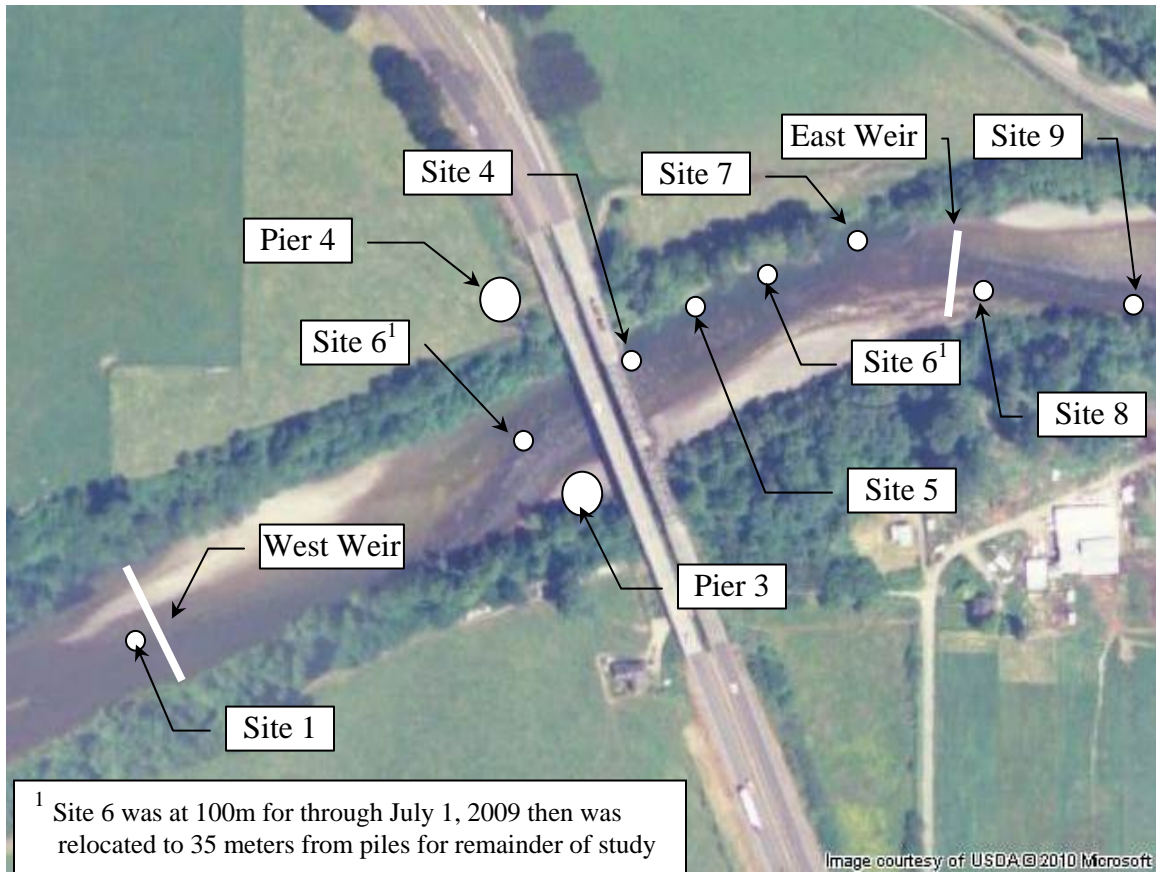 East Weir
Site 9
Site 4
Site 7
Pier 4
Site 6¹
Site 6¹
Site 8
Site 5
West Weir
Pier 3
Site 1
¹ Site 6 was at 100m for through July 1, 2009 then was
relocated to 35 meters from piles for remainder of study
Image courtesy of USDA © 2010 Microsoft